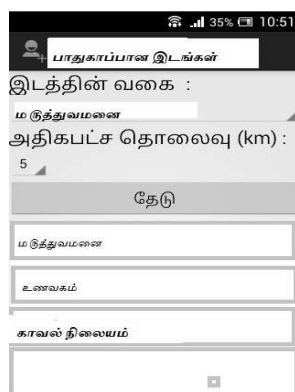 35% 10:51
பாதுகாப்பான இடங்கள்
இடத்தின் வகை :
மருத்துவமனை
அதிகபட்ச தொலைவு (km) :
5
தேடு
மருத்துவமனை
உணவகம்
காவல் நிலையம்